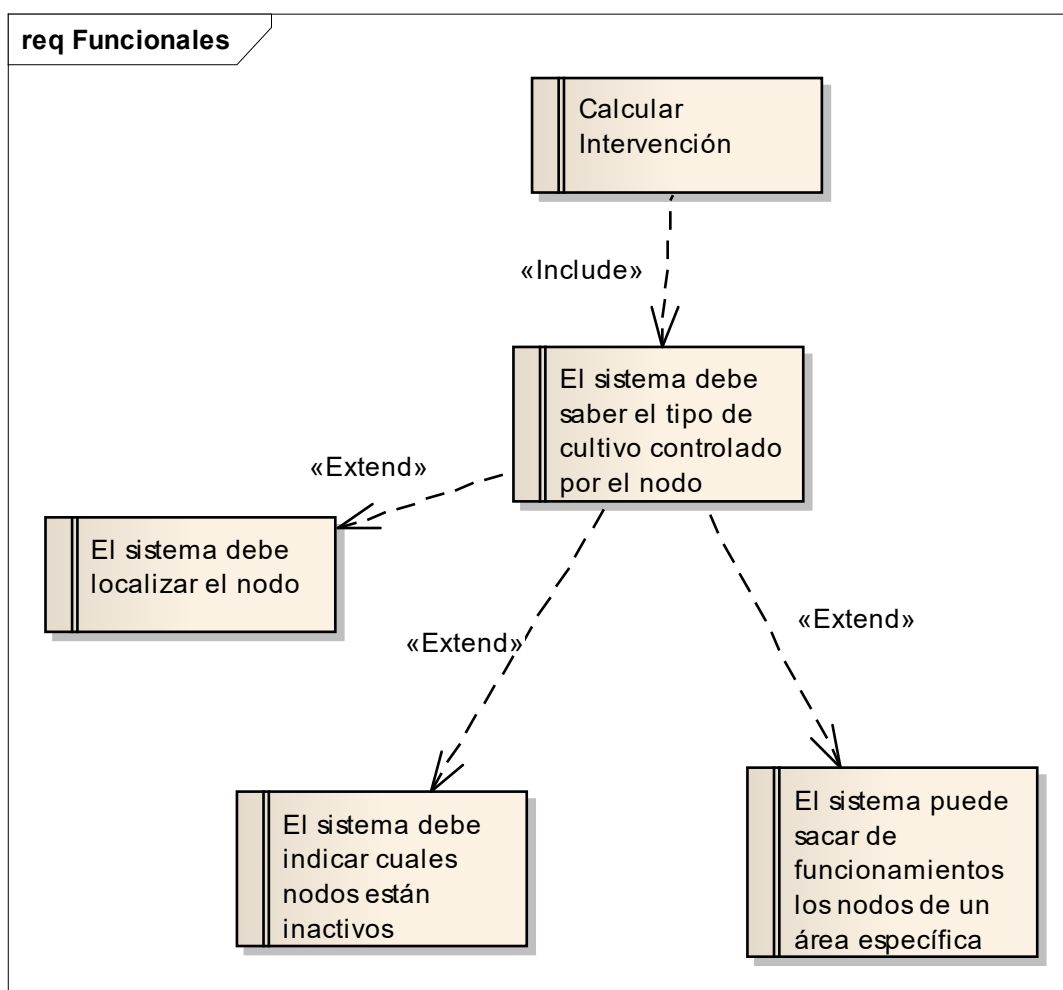 req Funcionales
Calcular
Intervención
«Include»
El sistema debe
saber el tipo de
cultivo controlado
por el nodo
«Extend»
El sistema debe
localizar el nodo
«Extend»
«Extend»
El sistema debe
indicar cuales
nodos están
inactivos
El sistema puede
sacar de
funcionamientos
los nodos de un
área específica